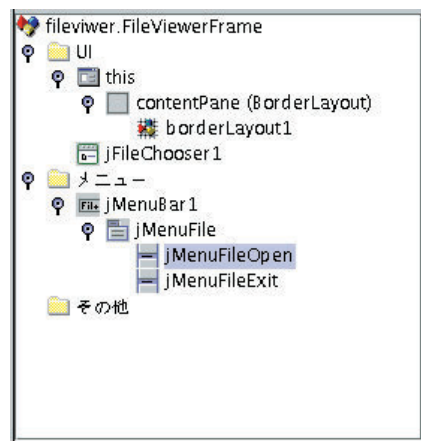 fileviwer.FileViewerFrame
UI
this
contentPane (BorderLayout)
borderLayout1
jFileChooser1
メニュー
jMenuBar1
jMenuFile
jMenuFileOpen
jMenuFileExit
その他